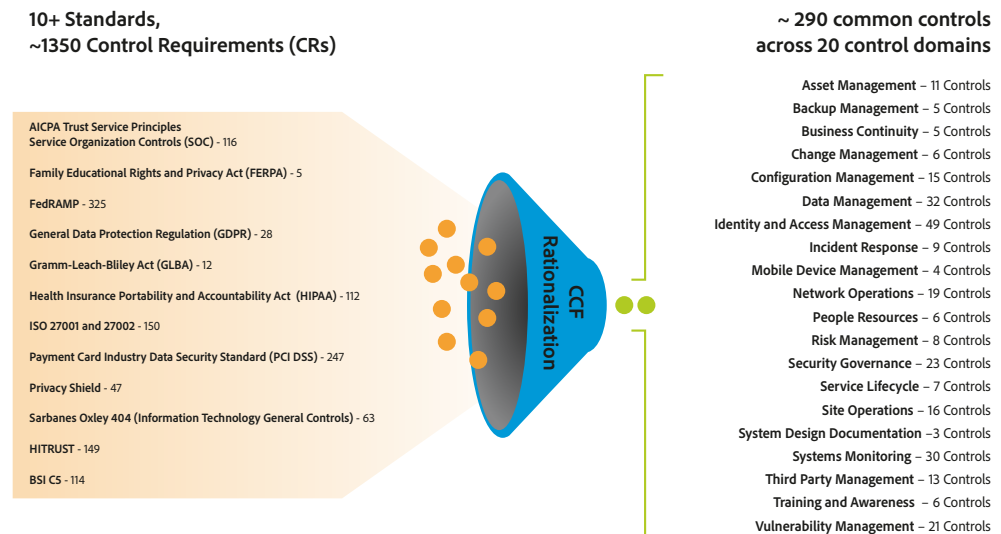 10+ Standards,
~1350 Control Requirements (CRs)
AICPA Trust Service Principles
Service Organization Controls (SOC) - 116
Family Educational Rights and Privacy Act (FERPA) - 5
FedRAMP - 325
General Data Protection Regulation (GDPR) - 28
Gramm-Leach-Bliley Act (GLBA) - 12
Health Insurance Portability and Accountability Act (HIPAA) - 112
ISO 27001 and 27002 - 150
Payment Card Industry Data Security Standard (PCI DSS) - 247
Privacy Shield - 47
Sarbanes Oxley 404 (Information Technology General Controls) - 63
HITRUST - 149
BSI C5 - 114
CCF
Rationalization
~ 290 common controls
across 20 control domains
Asset Management – 11 Controls
Backup Management – 5 Controls
Business Continuity – 5 Controls
Change Management – 6 Controls
Configuration Management – 15 Controls
Data Management – 32 Controls
Identity and Access Management – 49 Controls
Incident Response – 9 Controls
Mobile Device Management – 4 Controls
Network Operations – 19 Controls
People Resources – 6 Controls
Risk Management – 8 Controls
Security Governance – 23 Controls
Service Lifecycle – 7 Controls
Site Operations – 16 Controls
System Design Documentation –3 Controls
Systems Monitoring – 30 Controls
Third Party Management – 13 Controls
Training and Awareness – 6 Controls
Vulnerability Management – 21 Controls